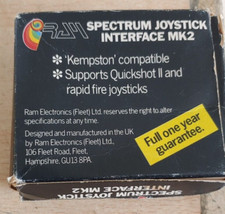 RAM
SPECTRUM JOYSTICK
INTERFACE MK2
* 'Kempston' compatible
* Supports Quickshot II and
rapid fire joysticks
Ram Electronics (Fleet) Ltd. reserves the right to alter
specifications at any time.
Designed and manufactured in the UK
by Ram Electronics (Fleet) Ltd.,
106 Fleet Road, Fleet,
Hampshire, GU13 8PA.
Full one year
guarantee.
SPECTRUM JOYSTICK
INTERFACE MK2